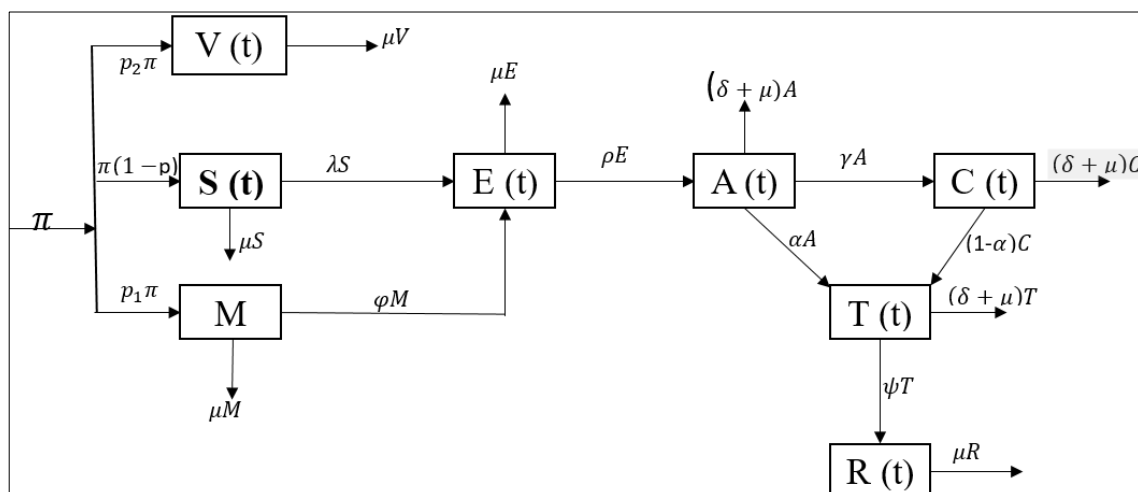 V (t)
μV
p₂π
μE
(δ + μ)A
π(1 −p)
S (t)
λS
E (t)
ρE
A (t)
γA
C (t)
(δ + μ)C
π
μS
αA
(1-α)C
p₁π
M
φM
T (t)
(δ + μ)T
μM
ψT
R (t)
μR